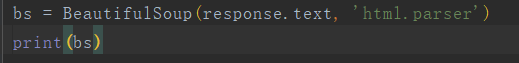 bs = BeautifulSoup(response.text, 'html.parser')
print(bs)